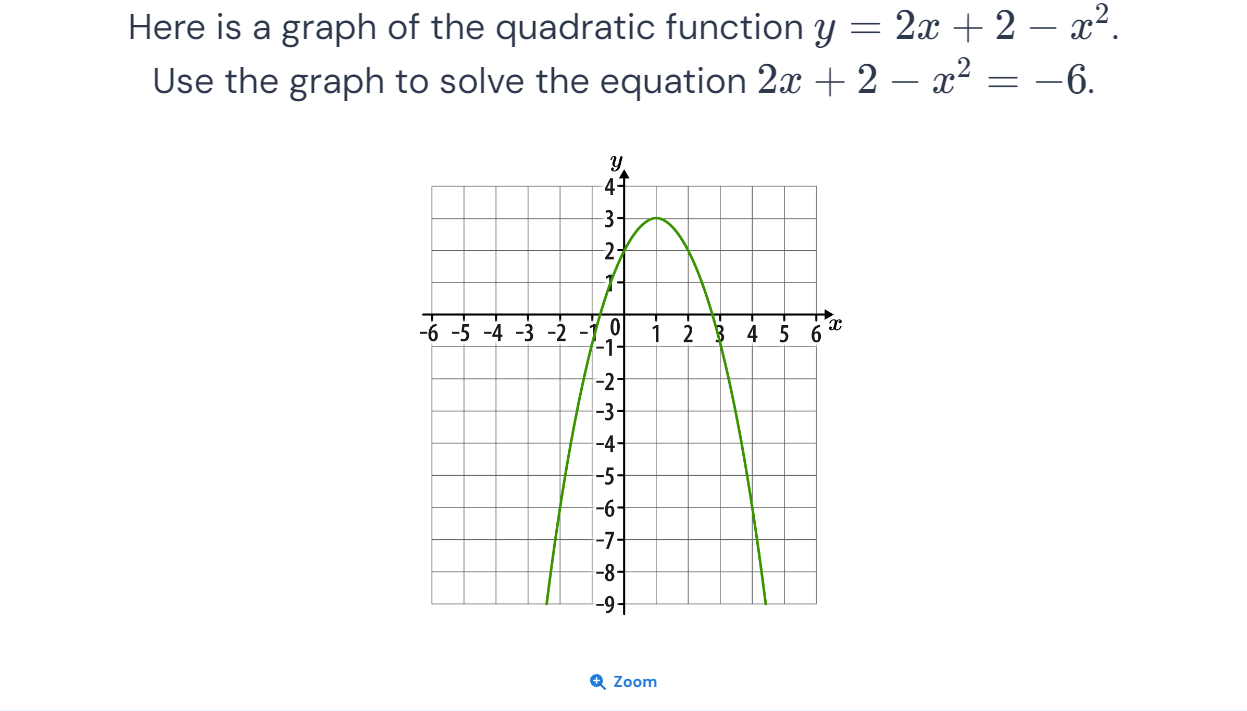 Here is a graph of the quadratic function y = 2x + 2 − x².
Use the graph to solve the equation 2x + 2 − x² = −6.
y
4
3
2
1
-6 -5 -4 -3 -2 -1 0 1 2 3 4 5 6 x
-1
-2
-3
-4
-5
-6
-7
-8
-9
Zoom